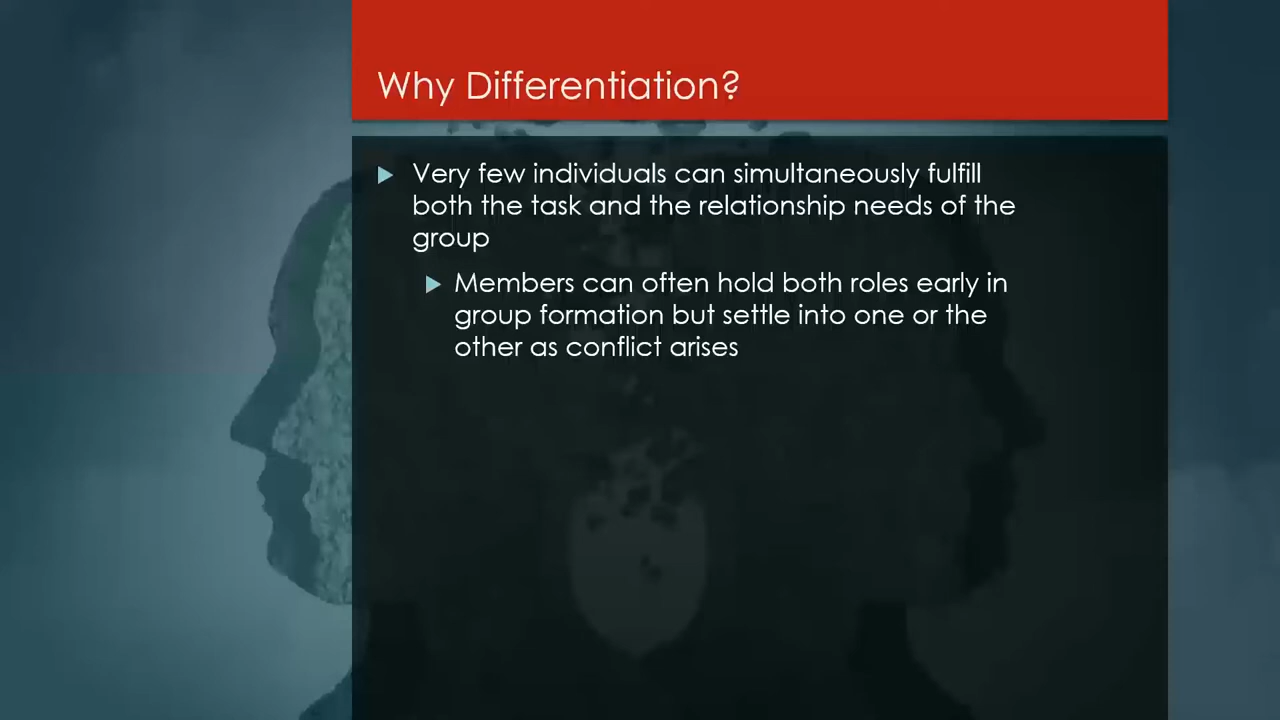 Why Differentiation?
Very few individuals can simultaneously fulfill
both the task and the relationship needs of the
group
Members can often hold both roles early in
group formation but settle into one or the
other as conflict arises